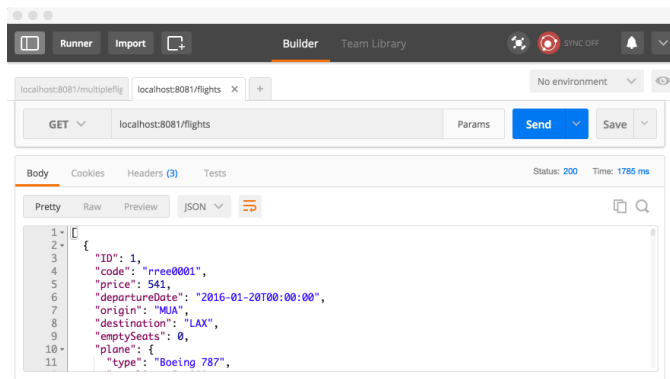 Runner Import Builder Team Library SYNC OFF
localhost:8081/multipleflig localhost:8081/flights × + No environment
GET localhost:8081/flights Params Send Save
Body Cookies Headers (3) Tests Status: 200 Time: 1785 ms
Pretty Raw Preview JSON
1 [
2 {
3 "ID": 1,
4 "code": "rree0001",
5 "price": 541,
6 "departureDate": "2016-01-20T00:00:00",
7 "origin": "MUA",
8 "destination": "LAX",
9 "emptySeats": 0,
10 "plane": {
11 "type": "Boeing 787",